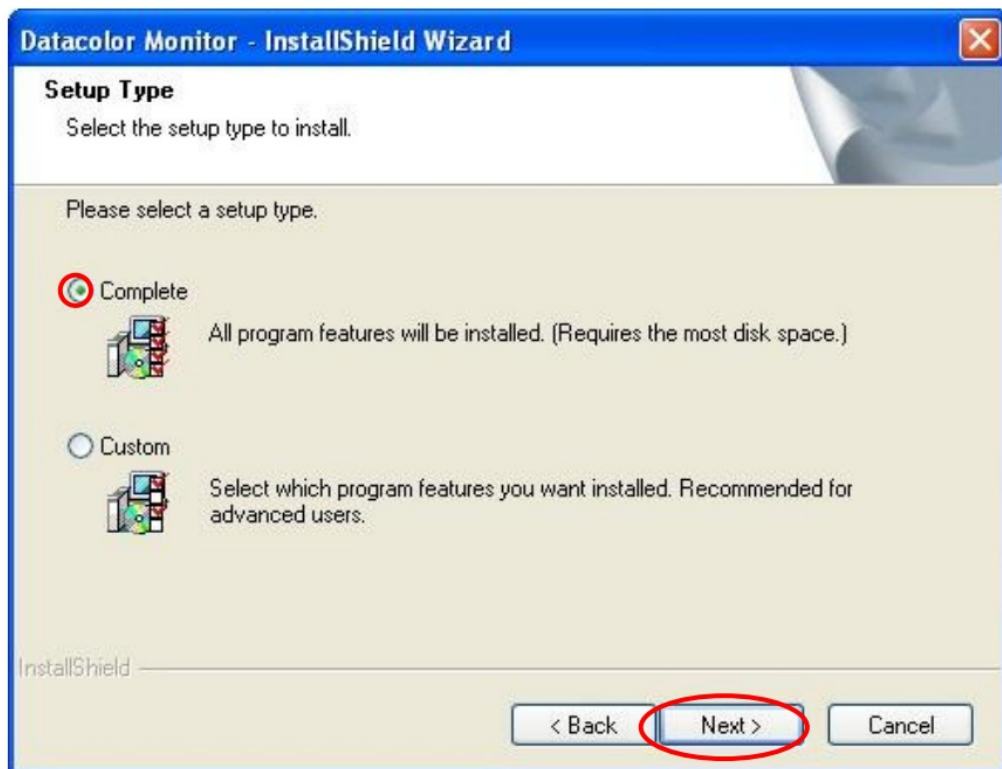 Datacolor Monitor - InstallShield Wizard
Setup Type
Select the setup type to install.
Please select a setup type.
Complete
All program features will be installed. (Requires the most disk space.)
Custom
Select which program features you want installed. Recommended for
advanced users.
InstallShield
< Back
Next >
Cancel